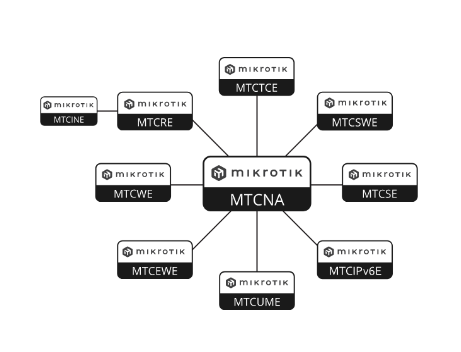 mikrotik
MTCTCE
mikrotik
MTCINE
mikrotik
MTCRE
mikrotik
MTCSWE
mikrotik
MTCWE
mikrotik
MTCNA
mikrotik
MTCSE
mikrotik
MTCEWE
mikrotik
MTCIPv6E
mikrotik
MTCUME